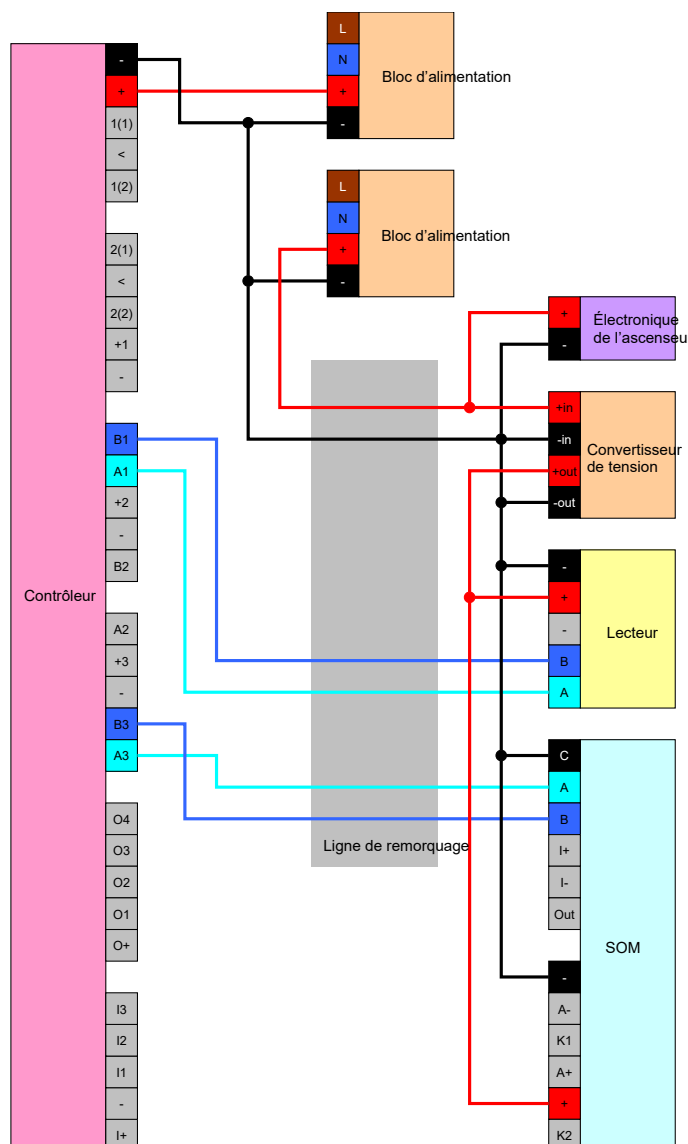 Contrôleur
-
+
1(1)
<
1(2)
2(1)
<
2(2)
+1
-
B1
A1
+2
-
B2
A2
+3
-
B3
A3
O4
O3
O2
O1
O+
I3
I2
I1
-
I+
L
N
+
-
Bloc d’alimentation
L
N
+
-
Bloc d’alimentation
Ligne de remorquage
+
-
Électronique
de l’ascenseu
+in
-in
+out
-out
Convertisseur
de tension
-
+
-
B
A
Lecteur
C
A
B
I+
I-
Out
-
A-
K1
A+
+
K2
SOM